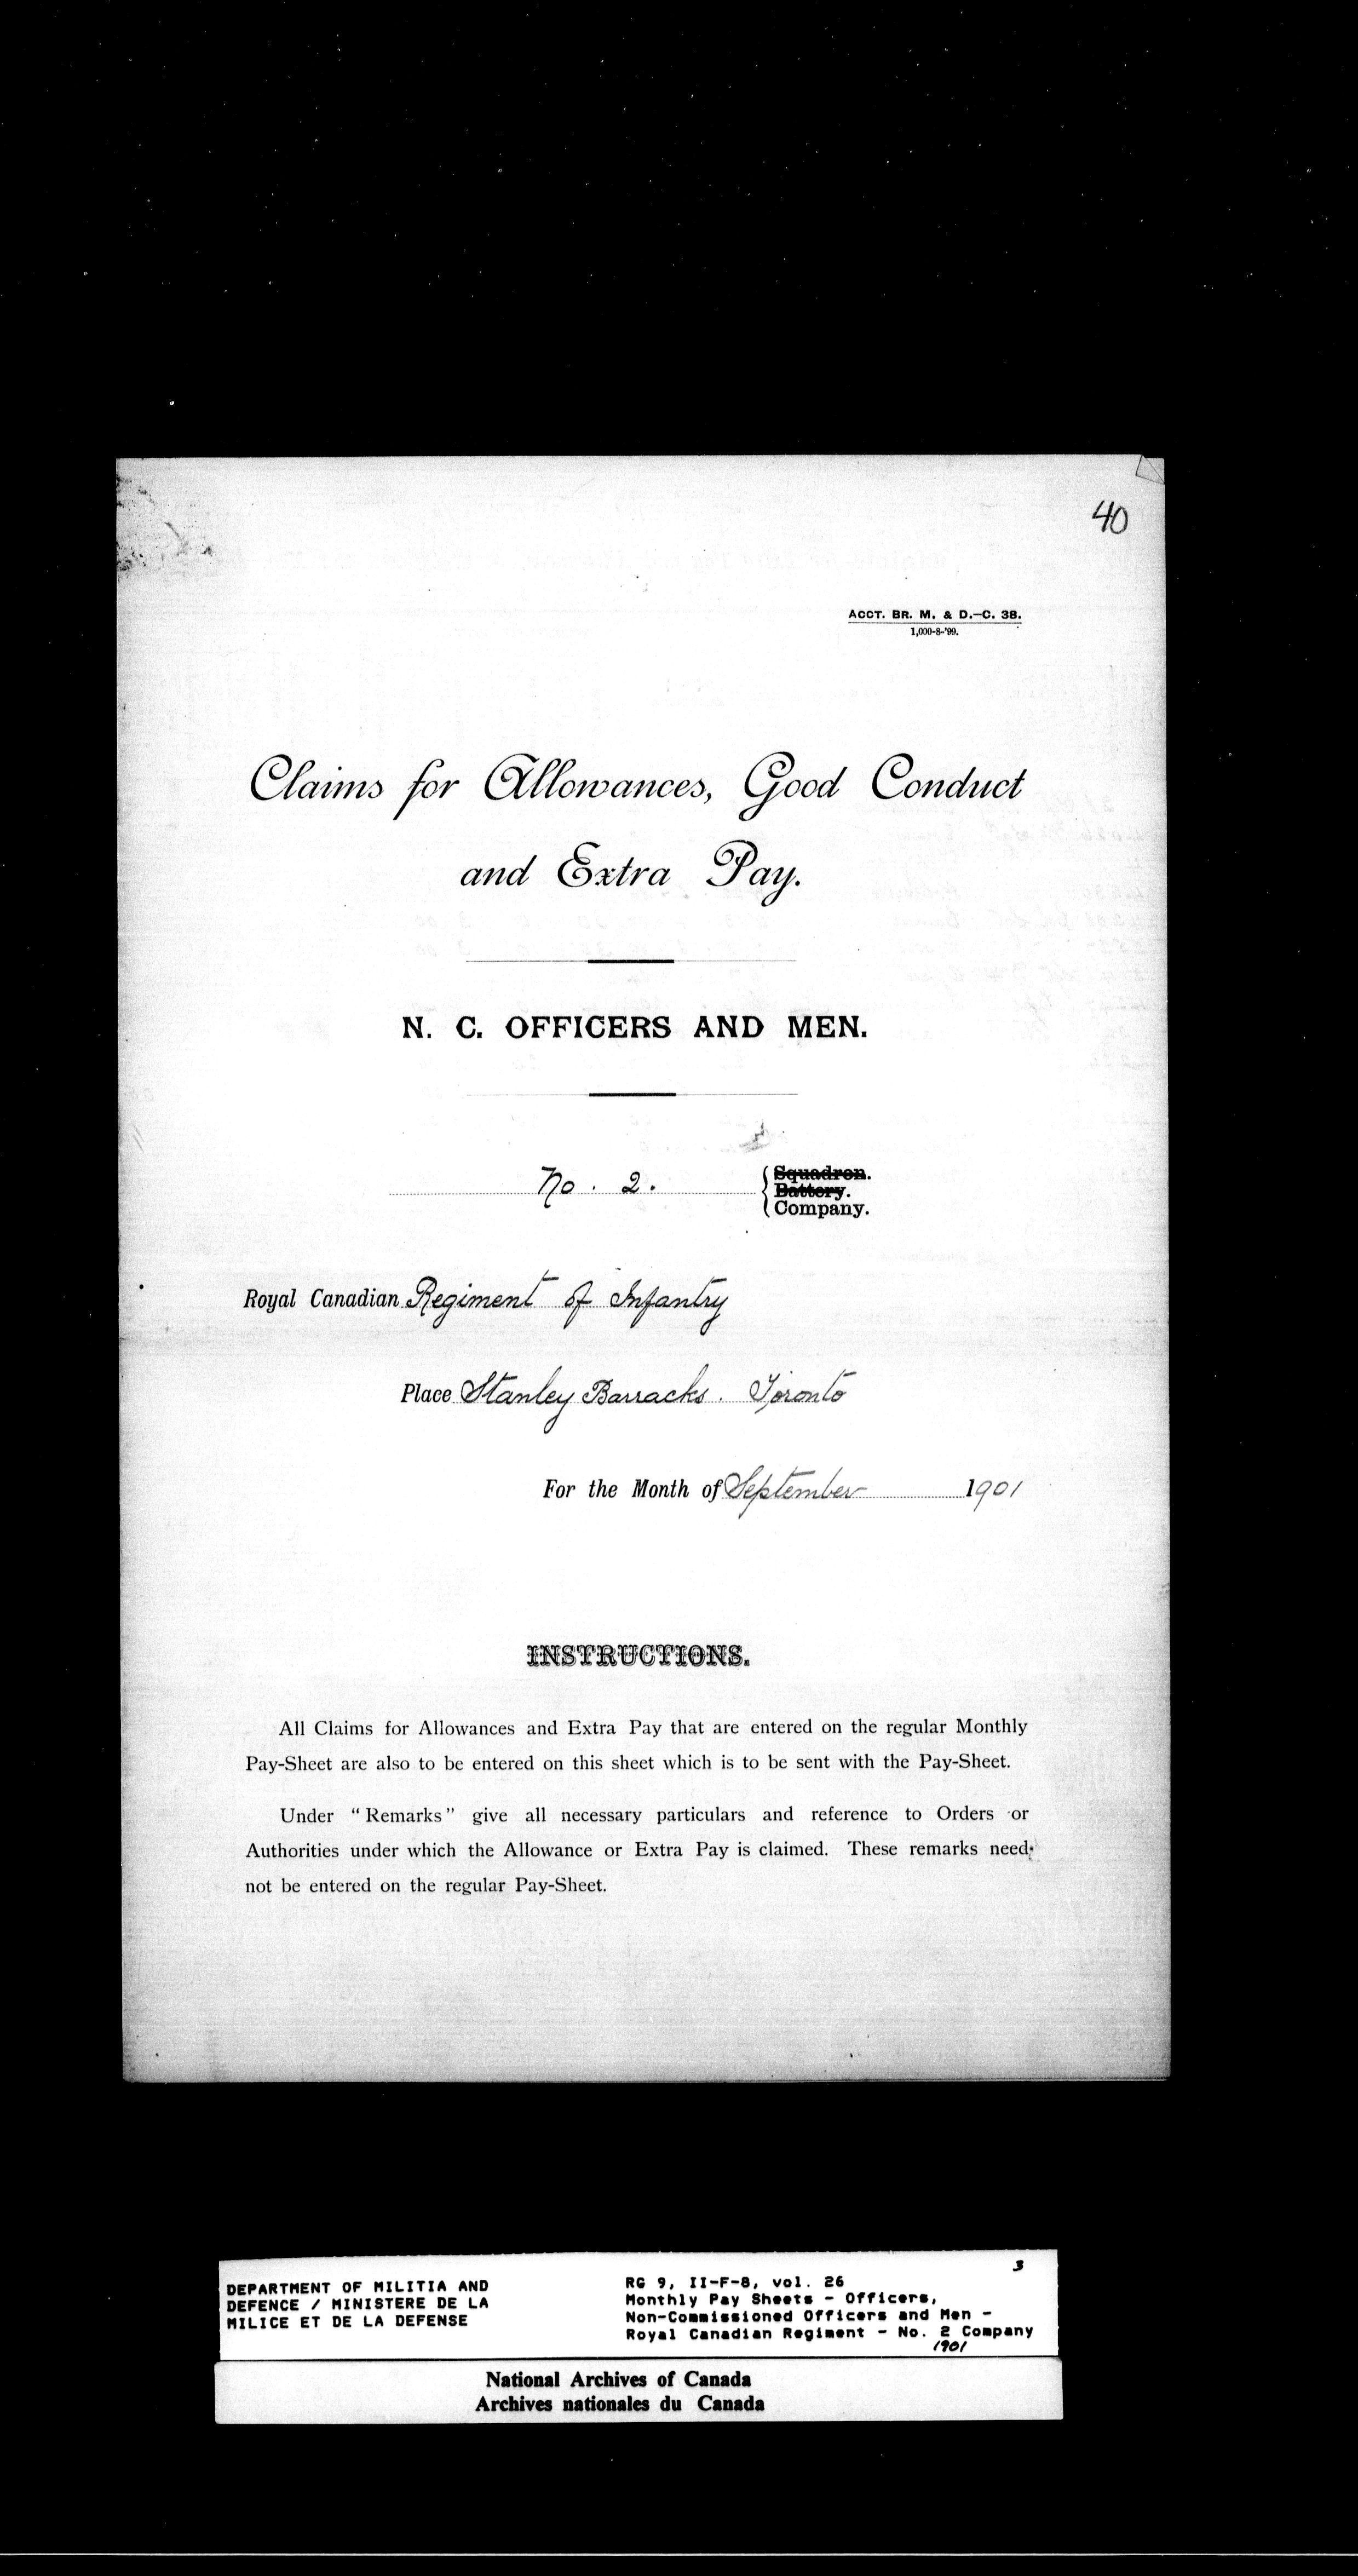 40
ACCT. BR. M. & D.—C. 38.
1,000-8-'99.
Claims for Allowances, Good Conduct
and Extra Pay.
N. C. OFFICERS AND MEN.
No. 2.
Squadron.
Battery.
Company.
Royal Canadian Regiment of Infantry
Place Stanley Barracks. Toronto
For the Month of September 1901
INSTRUCTIONS.
All Claims for Allowances and Extra Pay that are entered on the regular Monthly
Pay-Sheet are also to be entered on this sheet which is to be sent with the Pay-Sheet.
Under "Remarks" give all necessary particulars and reference to Orders or
Authorities under which the Allowance or Extra Pay is claimed. These remarks need
not be entered on the regular Pay-Sheet.
3
DEPARTMENT OF MILITIA AND
DEFENCE / MINISTERE DE LA
MILICE ET DE LA DEFENSE
RG 9, II-F-8, vol. 26
Monthly Pay Sheets - Officers,
Non-Commissioned Officers and Men -
Royal Canadian Regiment - No. 2 Company
1901
National Archives of Canada
Archives nationales du Canada